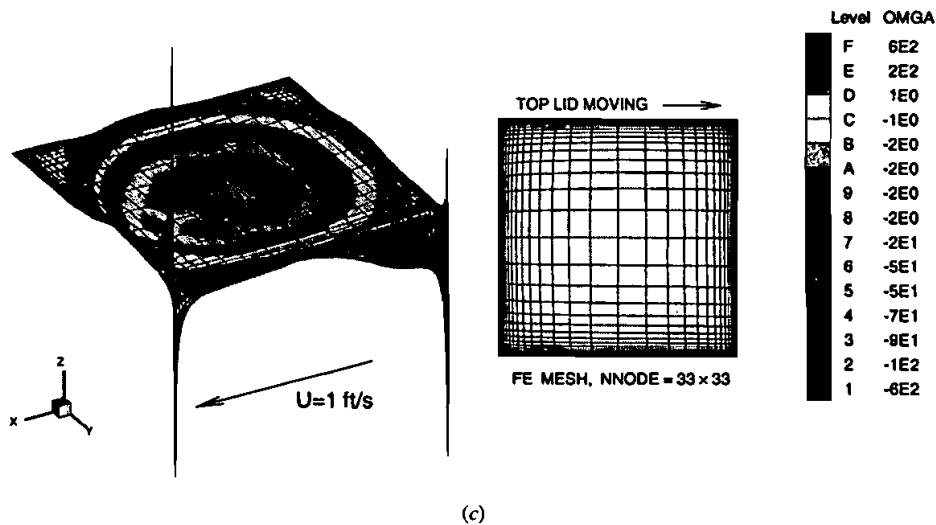 Level OMGA
F 6E2
E 2E2
D 1E0
C -1E0
B -2E0
A -2E0
9 -2E0
8 -2E0
7 -2E1
6 -5E1
5 -5E1
4 -7E1
3 -9E1
2 -1E2
1 -6E2
TOP LID MOVING
FE MESH, NNODE = 33 × 33
U=1 ft/s
Z
X
Y
(c)